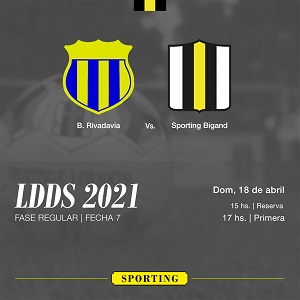 B. Rivadavia
Vs.
Sporting Bigand
LDDS 2021
FASE REGULAR | FECHA 7
Dom, 18 de abril
15 hs. | Reserva
17 hs. | Primera
SPORTING